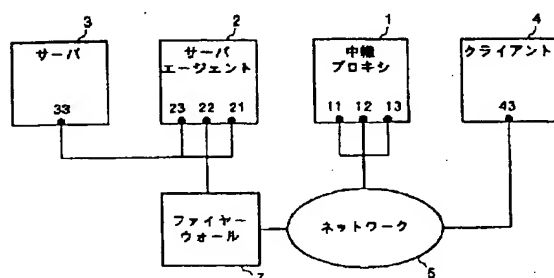 3
サーバ
33
2
サーバ
エージェント
23 22 21
1
中継
プロキシ
11 12 13
4
クライアント
43
ファイヤー
ウォール
7
ネットワーク
5